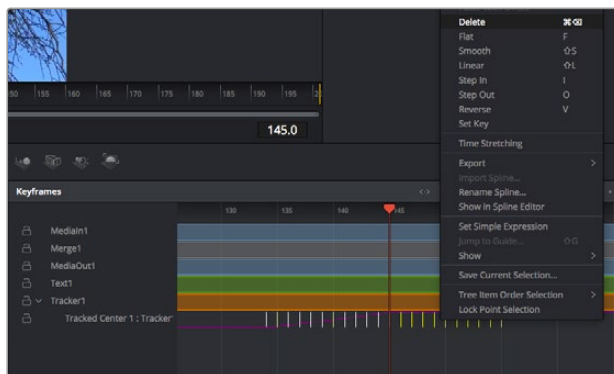 Delete ⌘⌫
Flat F
Smooth ⇧S
Linear ⇧L
Step In I
Step Out O
Reverse V
Set Key
Time Stretching
Export >
Import Spline...
Rename Spline...
Show in Spline Editor
Set Simple Expression
Jump to Guide... ⇧G
Show >
Save Current Selection...
Tree Item Order Selection >
Lock Point Selection
155 160 165 170 175 180 185 190 195
145.0
Keyframes
130 135 140 145
MediaIn1
Merge1
MediaOut1
Text1
Tracker1
Tracked Center 1 : Tracker